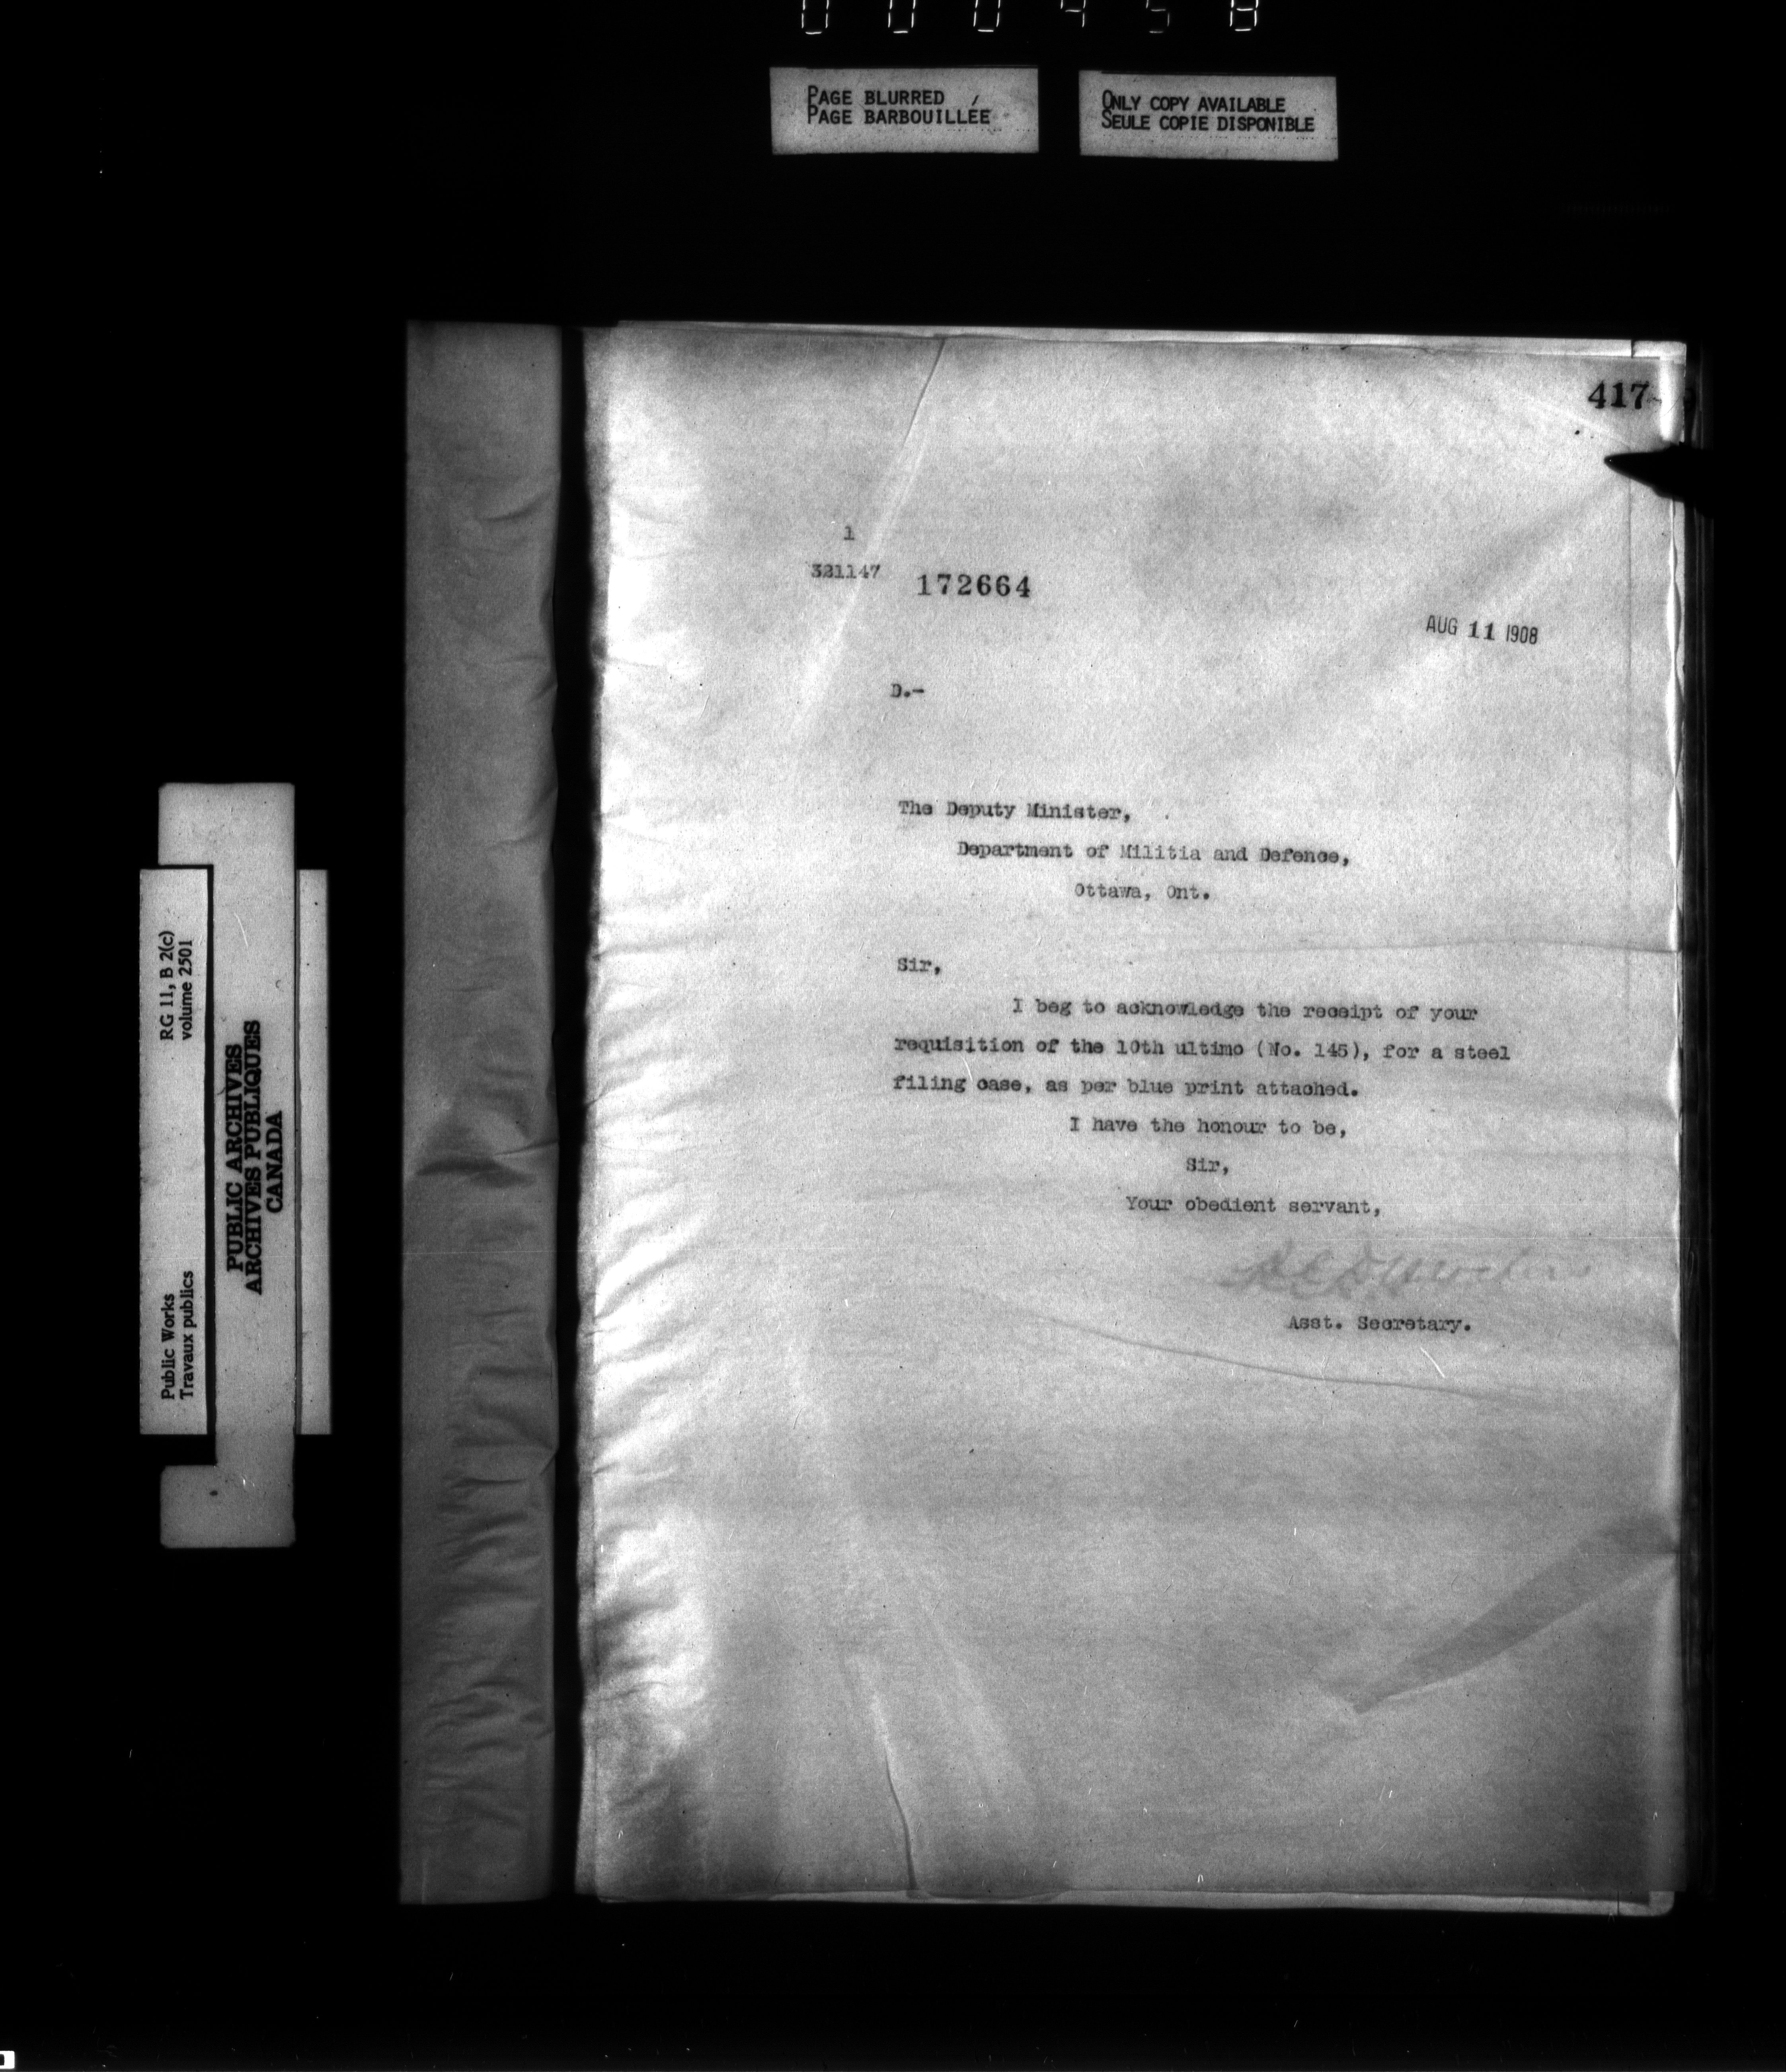 000458
PAGE BLURRED
PAGE BARBOUILLÉE
ONLY COPY AVAILABLE
SEULE COPIE DISPONIBLE
417
1
321147
172664
AUG 11 1908
D.-
The Deputy Minister,
Department of Militia and Defence,
Ottawa, Ont.
Sir,
I beg to acknowledge the receipt of your
requisition of the 10th ultimo (No. 145), for a steel
filing case, as per blue print attached.
I have the honour to be,
Sir,
Your obedient servant,
Asst. Secretary.
RG 11, B 2(c)
volume 2501
PUBLIC ARCHIVES
ARCHIVES PUBLIQUES
CANADA
Public Works
Travaux publics